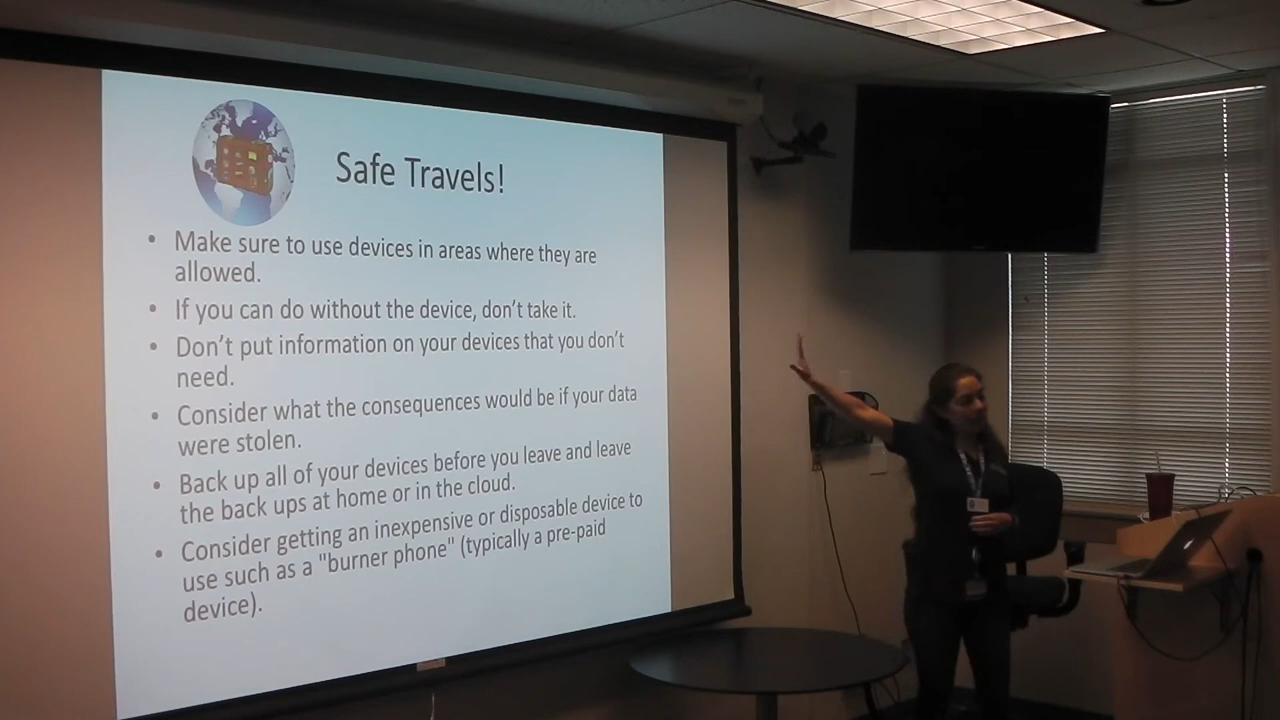 Safe Travels!
• Make sure to use devices in areas where they are
allowed.
• If you can do without the device, don't take it.
• Don't put information on your devices that you don't
need.
• Consider what the consequences would be if your data
were stolen.
• Back up all of your devices before you leave and leave
the back ups at home or in the cloud.
• Consider getting an inexpensive or disposable device to
use such as a "burner phone" (typically a pre-paid
device).